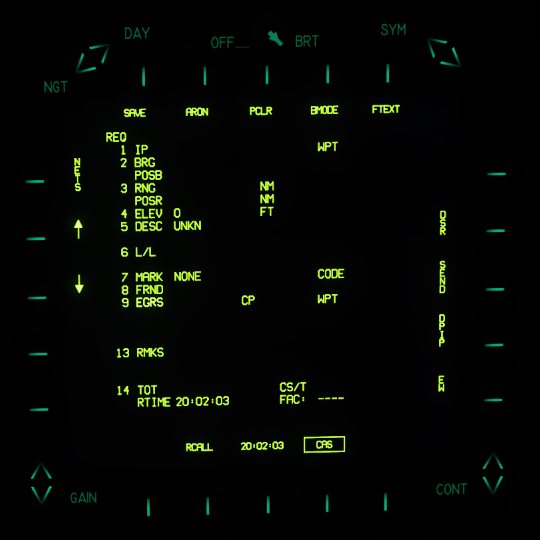 DAY
OFF
BRT
SYM
NGT
SAVE ARON PCLR BMODE FTEXT
REQ
1 IP WPT
2 BRG
POSB
3 RNG NM
POSR NM
4 ELEV 0 FT
5 DESC UNKN
6 L/L
7 MARK NONE CODE
8 FRND
9 EGRS CP WPT
13 RMKS
14 TOT CS/T
RTIME 20:02:03 FAC: ----
RCALL 20:02:03 CAS
NETS
USR
SEND
DPIP
EW
GAIN
CONT